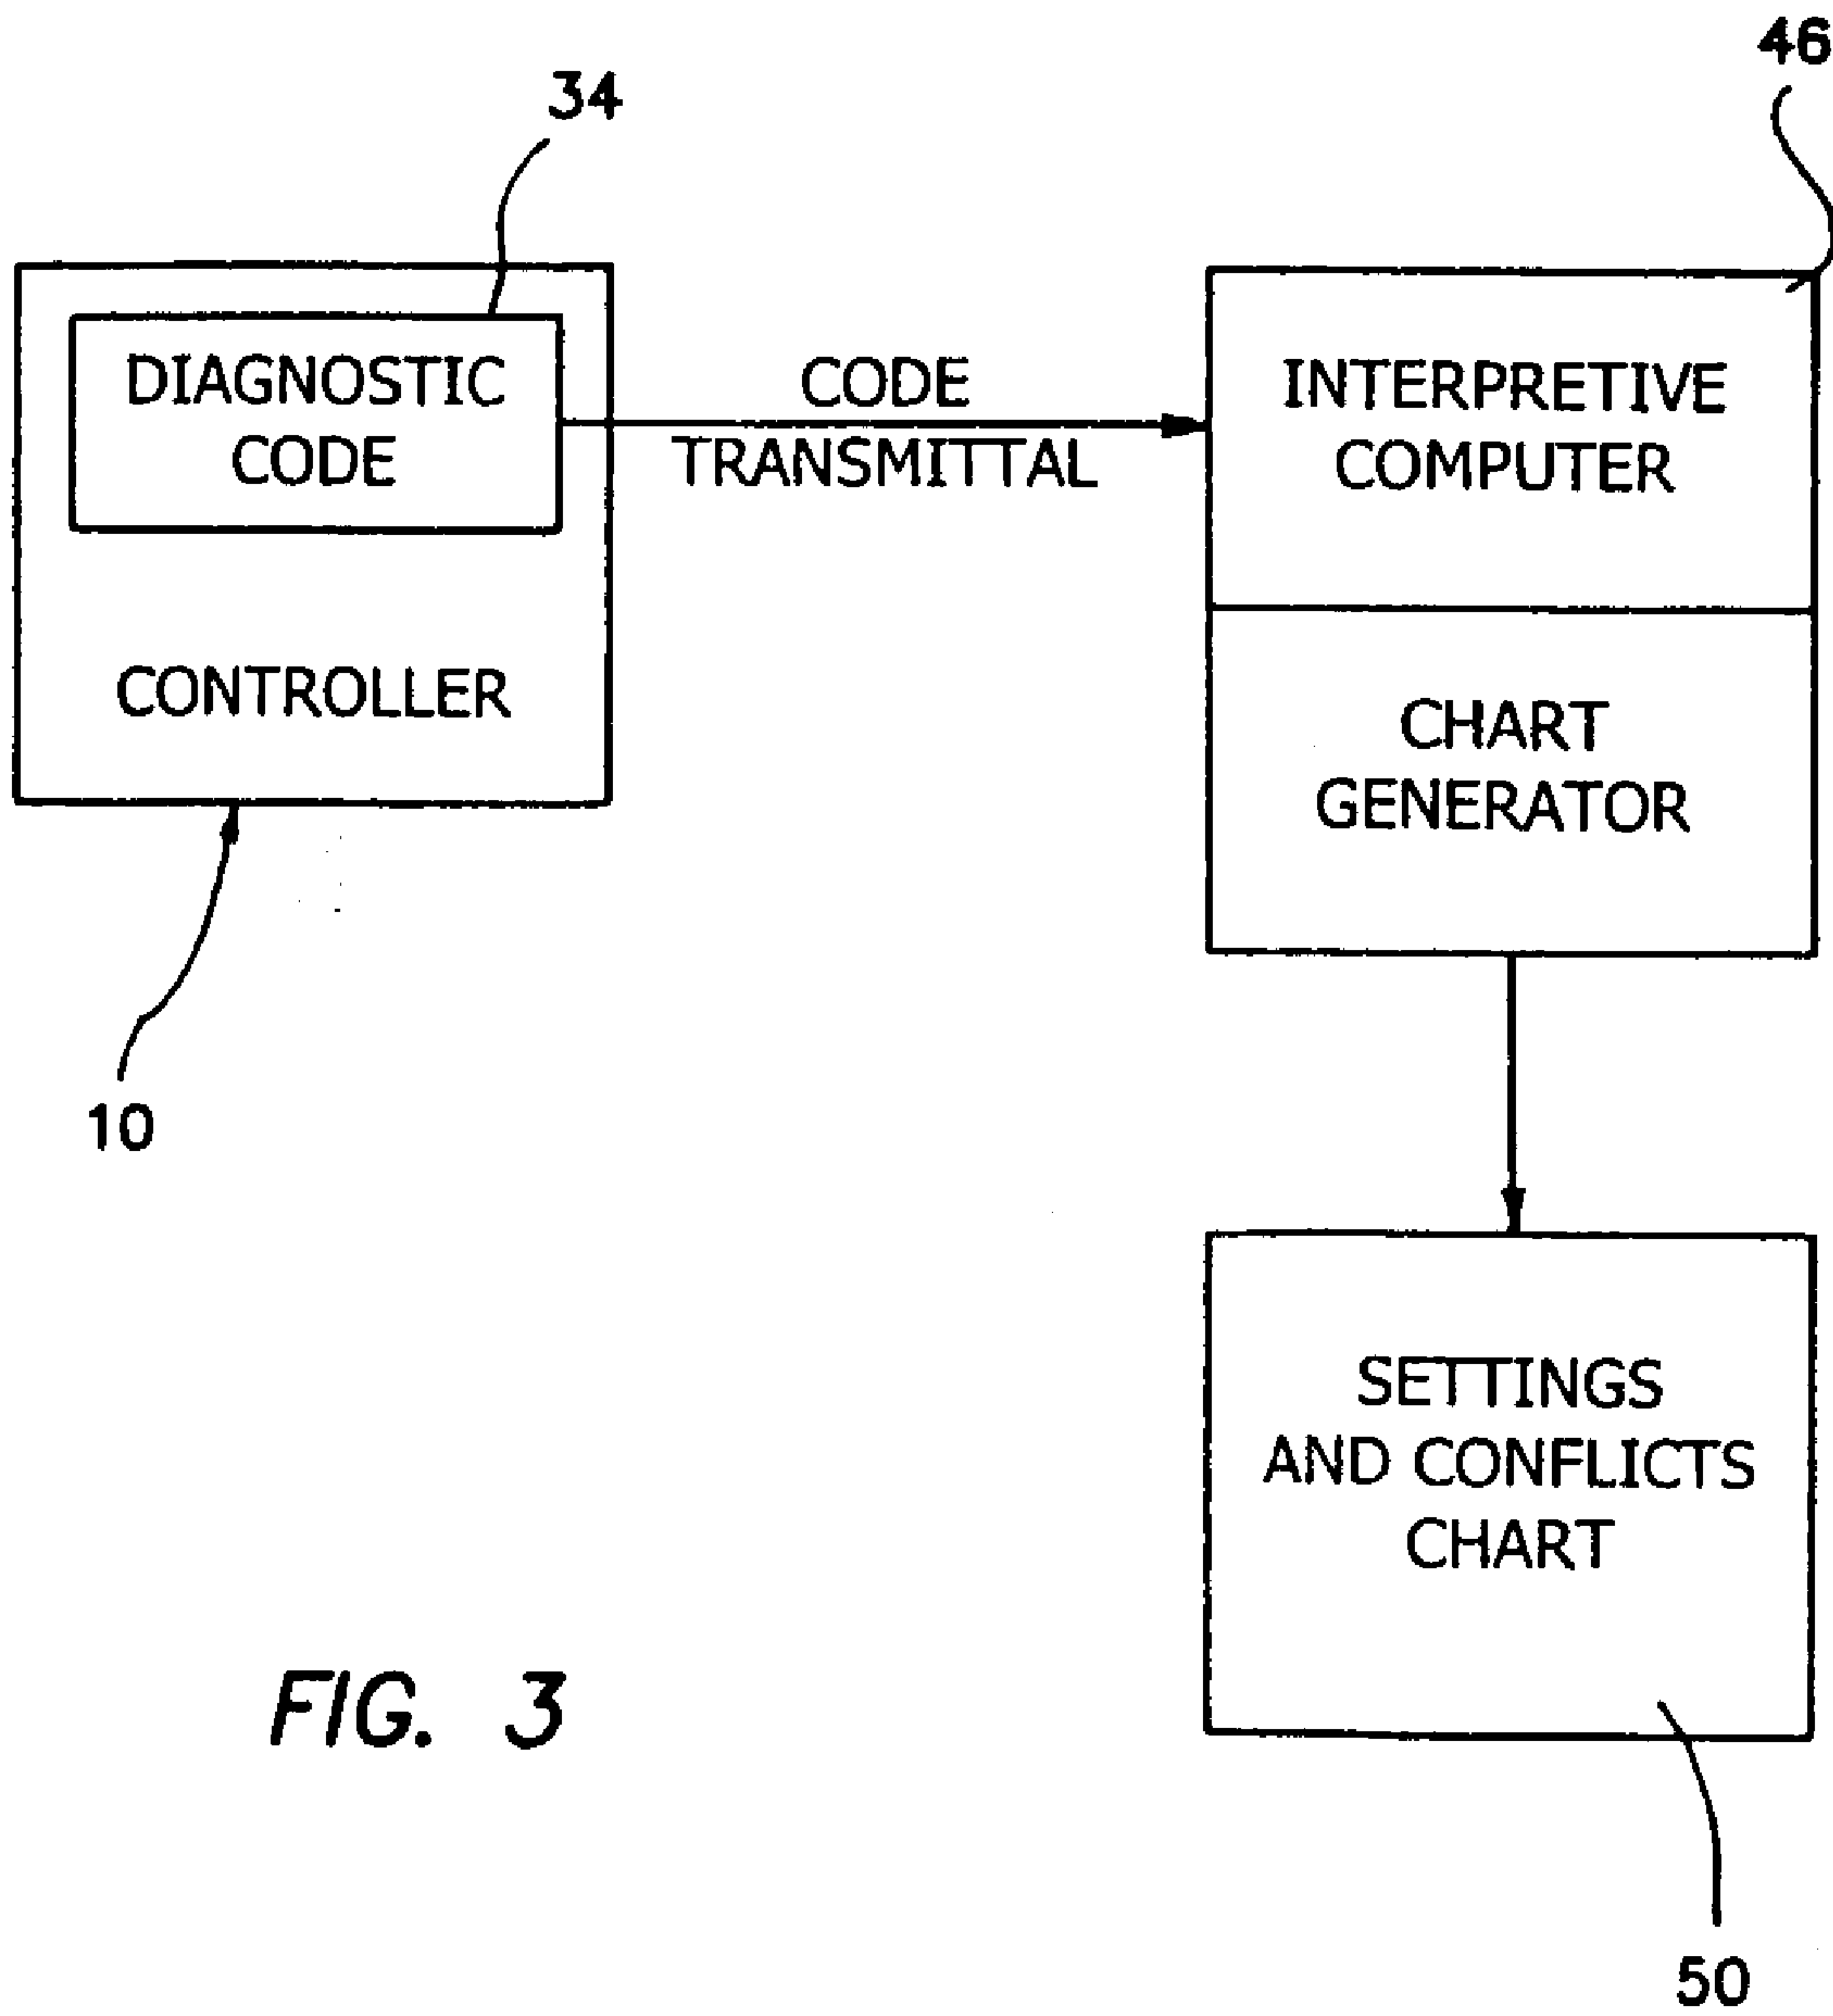 46
34
DIAGNOSTIC
CODE
CONTROLLER
CODE
TRANSMITTAL
INTERPRETIVE
COMPUTER
CHART
GENERATOR
10
SETTINGS
AND CONFLICTS
CHART
FIG. 3
50